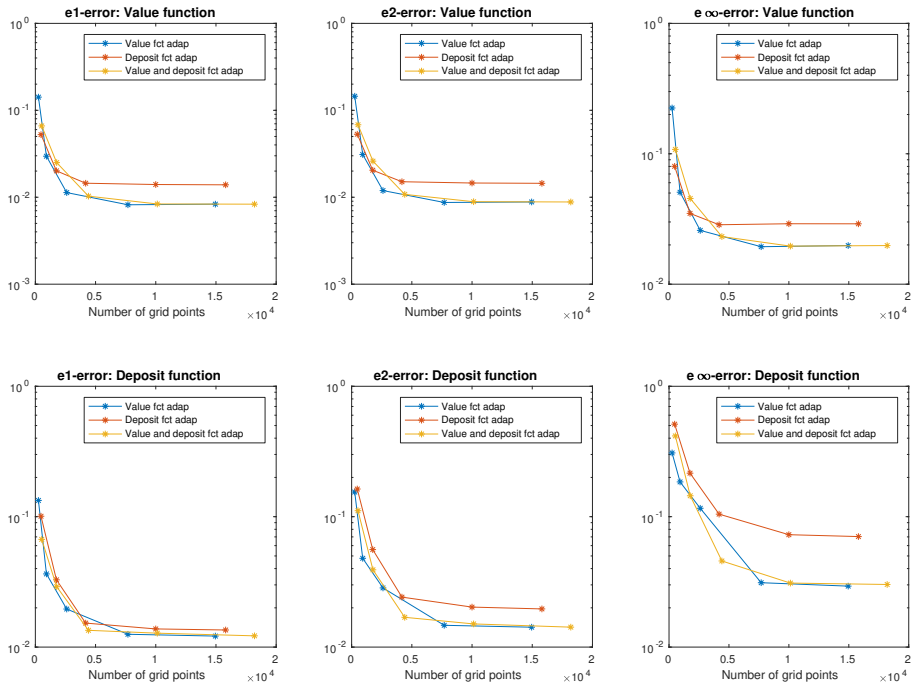 e1-error: Value function
10^0
10^-1
10^-2
10^-3
Value fct adap
Deposit fct adap
Value and deposit fct adap
0 0.5 1 1.5 2
×10^4
Number of grid points
e2-error: Value function
10^0
10^-1
10^-2
10^-3
Value fct adap
Deposit fct adap
Value and deposit fct adap
0 0.5 1 1.5 2
×10^4
Number of grid points
e∞-error: Value function
10^0
10^-1
10^-2
Value fct adap
Deposit fct adap
Value and deposit fct adap
0 0.5 1 1.5 2
×10^4
Number of grid points
e1-error: Deposit function
10^0
10^-1
10^-2
Value fct adap
Deposit fct adap
Value and deposit fct adap
0 0.5 1 1.5 2
×10^4
Number of grid points
e2-error: Deposit function
10^0
10^-1
10^-2
Value fct adap
Deposit fct adap
Value and deposit fct adap
0 0.5 1 1.5 2
×10^4
Number of grid points
e∞-error: Deposit function
10^0
10^-1
10^-2
Value fct adap
Deposit fct adap
Value and deposit fct adap
0 0.5 1 1.5 2
×10^4
Number of grid points